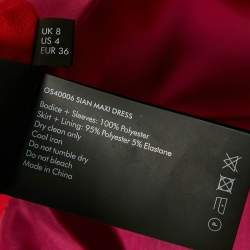 UK 8
US 4
EUR 36
OS40006 SIAN MAXI DRESS
Bodice + Sleeves: 100% Polyester
Skirt + Lining: 95% Polyester 5% Elastane
Dry clean only
Cool iron
Do not tumble dry
Do not bleach
Made in China